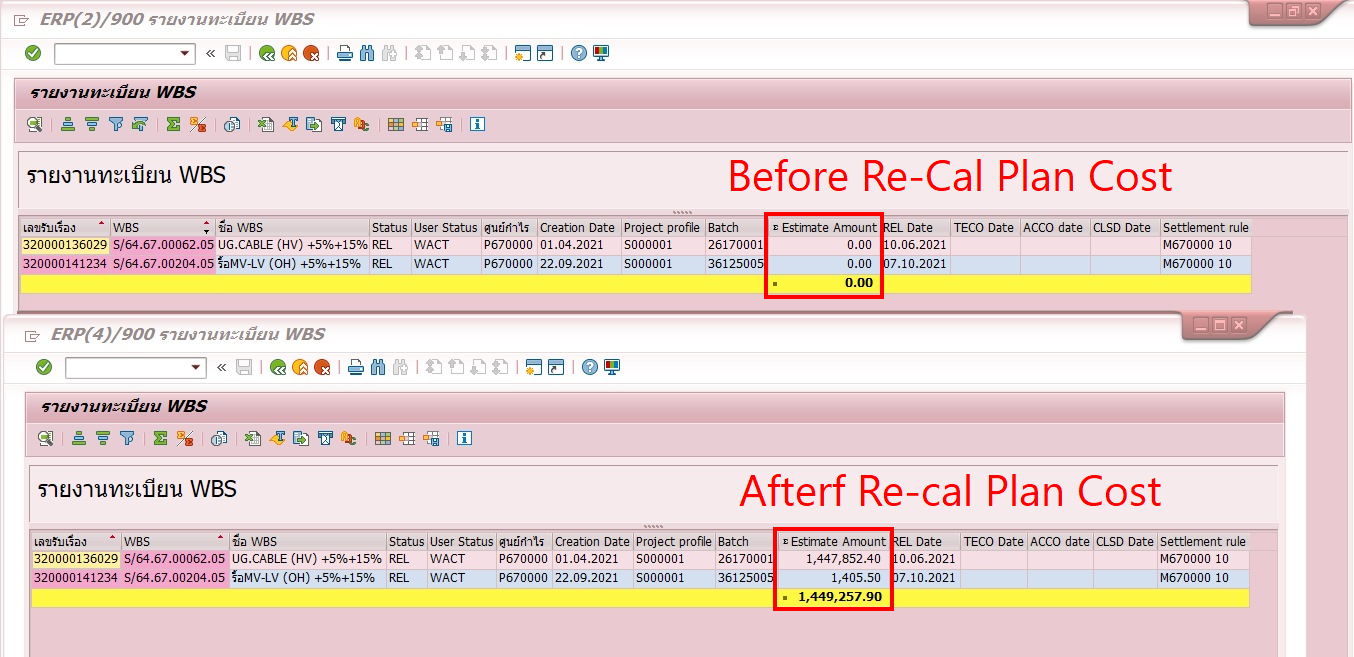 ERP(2)/900 รายงานทะเบียน WBS
รายงานทะเบียน WBS
รายงานทะเบียน WBS
Before Re-Cal Plan Cost
เลขรับเรื่อง WBS ชื่อ WBS Status User Status ศูนย์กำไร Creation Date Project profile Batch Estimate Amount REL Date TECO Date ACCO date CLSD Date Settlement rule
320000136029 S/64.67.00062.05 UG.CABLE (HV) +5%+15% REL WACT P670000 01.04.2021 S000001 26170001 0.00 10.06.2021 M670000 10
320000141234 S/64.67.00204.05 รื้อMV-LV (OH) +5%+15% REL WACT P670000 22.09.2021 S000001 36125005 0.00 07.10.2021 M670000 10
0.00
ERP(4)/900 รายงานทะเบียน WBS
รายงานทะเบียน WBS
รายงานทะเบียน WBS
Afterf Re-cal Plan Cost
เลขรับเรื่อง WBS ชื่อ WBS Status User Status ศูนย์กำไร Creation Date Project profile Batch Estimate Amount REL Date TECO Date ACCO date CLSD Date Settlement rule
320000136029 S/64.67.00062.05 UG.CABLE (HV) +5%+15% REL WACT P670000 01.04.2021 S000001 26170001 1,447,852.40 10.06.2021 M670000 10
320000141234 S/64.67.00204.05 รื้อMV-LV (OH) +5%+15% REL WACT P670000 22.09.2021 S000001 36125005 1,405.50 07.10.2021 M670000 10
1,449,257.90